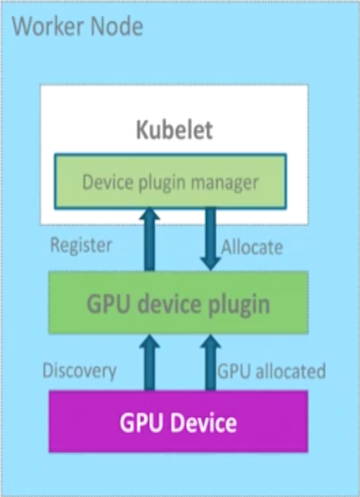 Worker Node
Kubelet
Device plugin manager
Register
Allocate
GPU device plugin
Discovery
GPU allocated
GPU Device